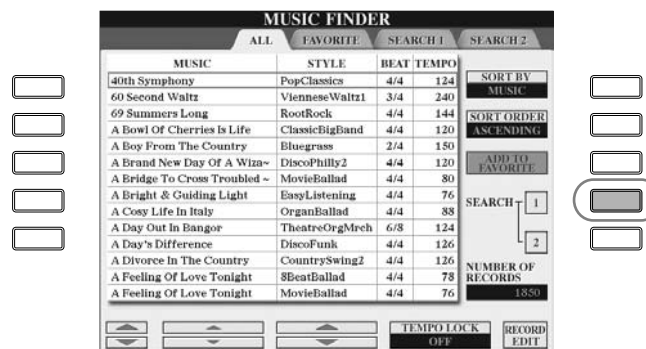 MUSIC FINDER
ALL FAVORITE SEARCH 1 SEARCH 2
MUSIC STYLE BEAT TEMPO
40th Symphony PopClassics 4/4 124
60 Second Waltz VienneseWaltz1 3/4 240
69 Summers Long RootRock 4/4 144
A Bowl Of Cherries Is Life ClassicBigBand 4/4 120
A Boy From The Country Bluegrass 2/4 150
A Brand New Day Of A Wiza~ DiscoPhilly2 4/4 120
A Bridge To Cross Troubled ~ MovieBallad 4/4 80
A Bright & Guiding Light EasyListening 4/4 76
A Cosy Life In Italy OrganBallad 4/4 88
A Day Out In Bangor TheatreOrgMrch 6/8 124
A Day's Difference DiscoFunk 4/4 126
A Divorce In The Country CountrySwing2 4/4 126
A Feeling Of Love Tonight 8BeatBallad 4/4 78
A Feeling Of Love Tonight MovieBallad 4/4 76
SORT BY
MUSIC
SORT ORDER
ASCENDING
ADD TO
FAVORITE
SEARCH 1
2
NUMBER OF
RECORDS
1850
TEMPO LOCK
OFF
RECORD
EDIT